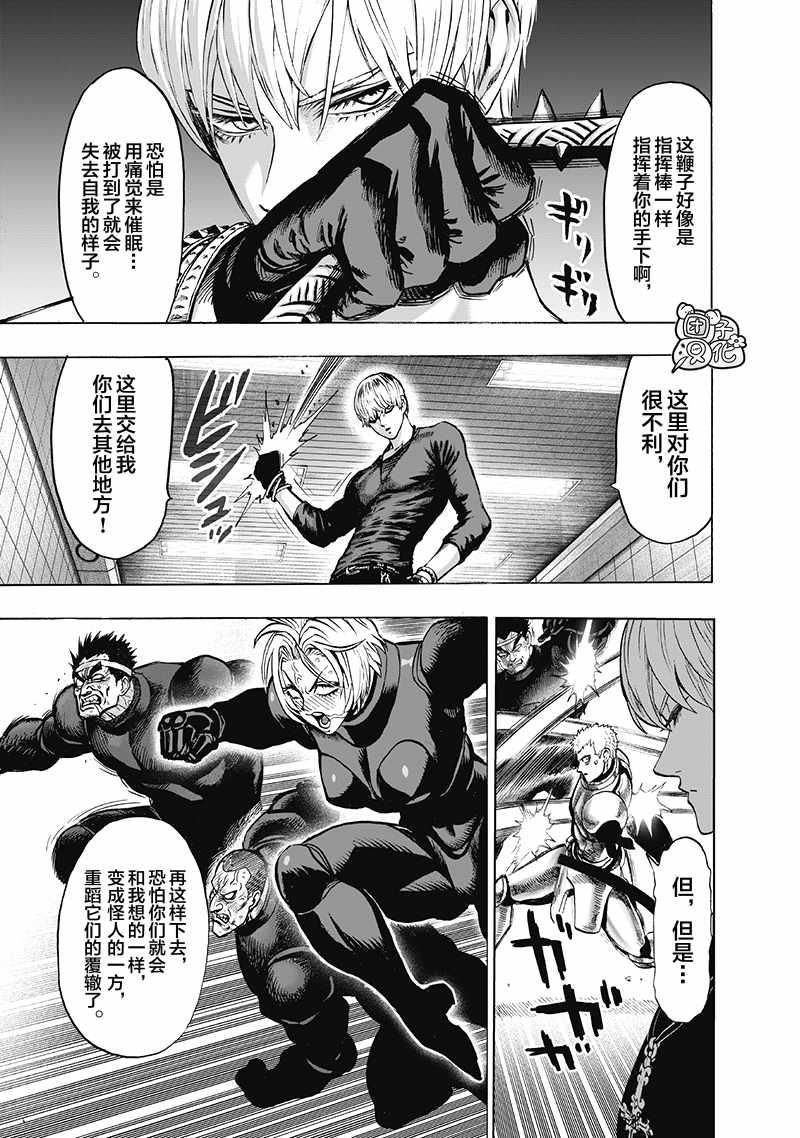 这鞭子好像是
指挥棒一样
指挥着你的手下啊，
ギリギリ
恐怕是
用痛觉来催眠…
被打到了就会
失去自我的样子。
团子
汉化
这里对你们
很不利，
ビシュッ
这里交给我
你们去其他地方！
但，但是…
ガガガガ
再这样下去，
恐怕你们就会
和我想的一样，
变成怪人的一方，
重蹈它们的覆辙了。